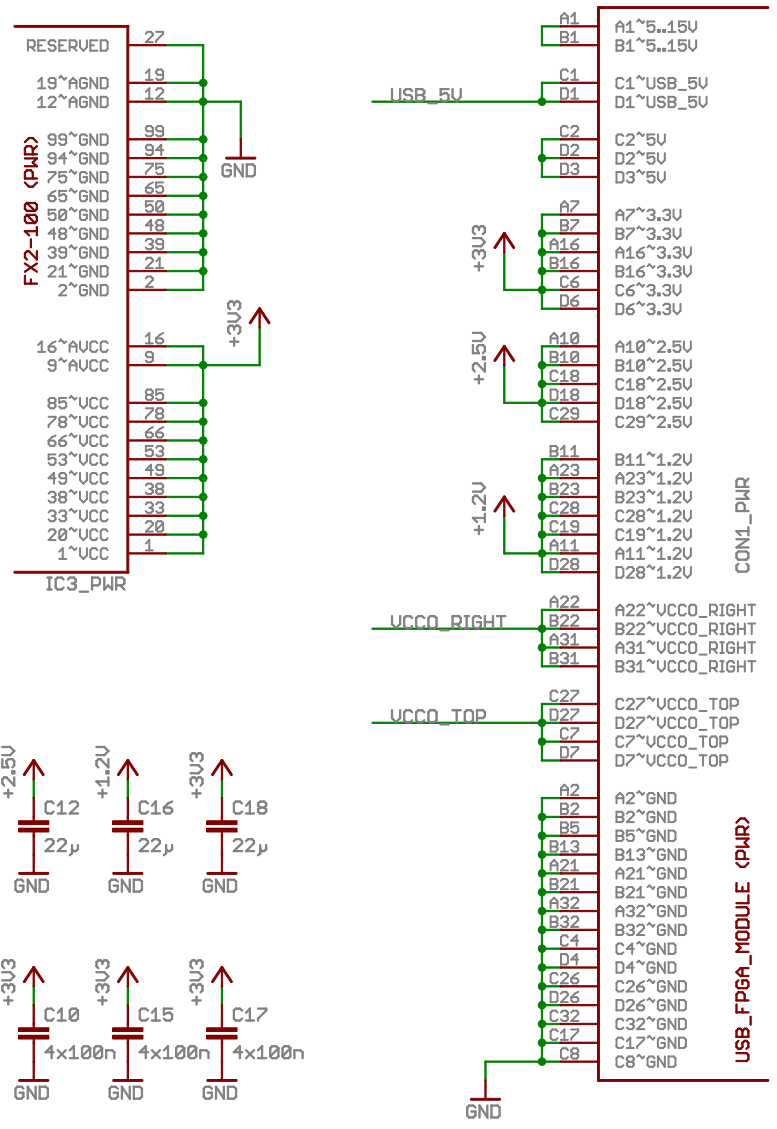 RESERVED 27
19~AGND 19
12~AGND 12
99~GND 99
94~GND 94
75~GND 75
65~GND 65
50~GND 50
48~GND 48
39~GND 39
21~GND 21
2~GND 2
FX2-100 (PWR)
GND
+3V3
16~AVCC 16
9~AVCC 9
85~VCC 85
78~VCC 78
66~VCC 66
53~VCC 53
49~VCC 49
38~VCC 38
33~VCC 33
20~VCC 20
1~VCC 1
IC3_PWR
+2.5V
C12
22µ
GND
+1.2V
C16
22µ
GND
+3V3
C18
22µ
GND
+3V3
C10
4x100n
GND
+3V3
C15
4x100n
GND
+3V3
C17
4x100n
GND
A1 A1~5..15V
B1 B1~5..15V
C1 C1~USB_5V
USB_5V D1 D1~USB_5V
C2 C2~5V
D2 D2~5V
D3 D3~5V
+3V3
A7 A7~3.3V
B7 B7~3.3V
A16 A16~3.3V
B16 B16~3.3V
C6 C6~3.3V
D6 D6~3.3V
+2.5V
A10 A10~2.5V
B10 B10~2.5V
C18 C18~2.5V
D18 D18~2.5V
C29 C29~2.5V
+1.2V
B11 B11~1.2V
A23 A23~1.2V
B23 B23~1.2V
C28 C28~1.2V
C19 C19~1.2V
A11 A11~1.2V
D28 D28~1.2V
CON1_PWR
A22 A22~VCCO_RIGHT
VCCO_RIGHT B22 B22~VCCO_RIGHT
A31 A31~VCCO_RIGHT
B31 B31~VCCO_RIGHT
C27 C27~VCCO_TOP
VCCO_TOP D27 D27~VCCO_TOP
C7 C7~VCCO_TOP
D7 D7~VCCO_TOP
A2 A2~GND
B2 B2~GND
B5 B5~GND
B13 B13~GND
A21 A21~GND
B21 B21~GND
A32 A32~GND
B32 B32~GND
C4 C4~GND
D4 D4~GND
C26 C26~GND
D26 D26~GND
C32 C32~GND
C17 C17~GND
C8 C8~GND
USB_FPGA_MODULE (PWR)
GND